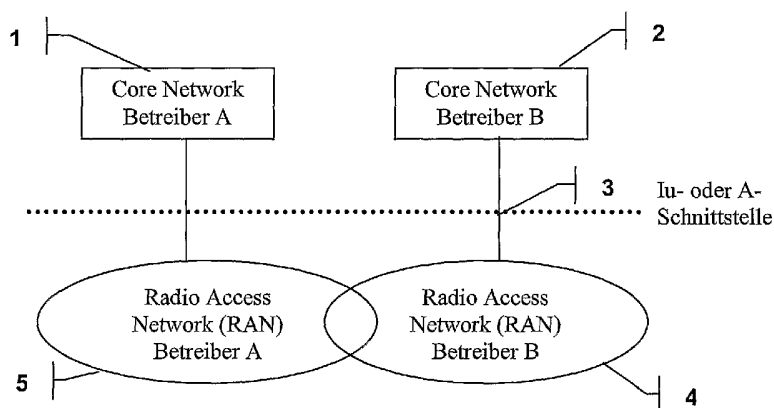 1
2
Core Network
Betreiber A
Core Network
Betreiber B
3
Iu- oder A-
Schnittstelle
Radio Access
Network (RAN)
Betreiber A
Radio Access
Network (RAN)
Betreiber B
5
4